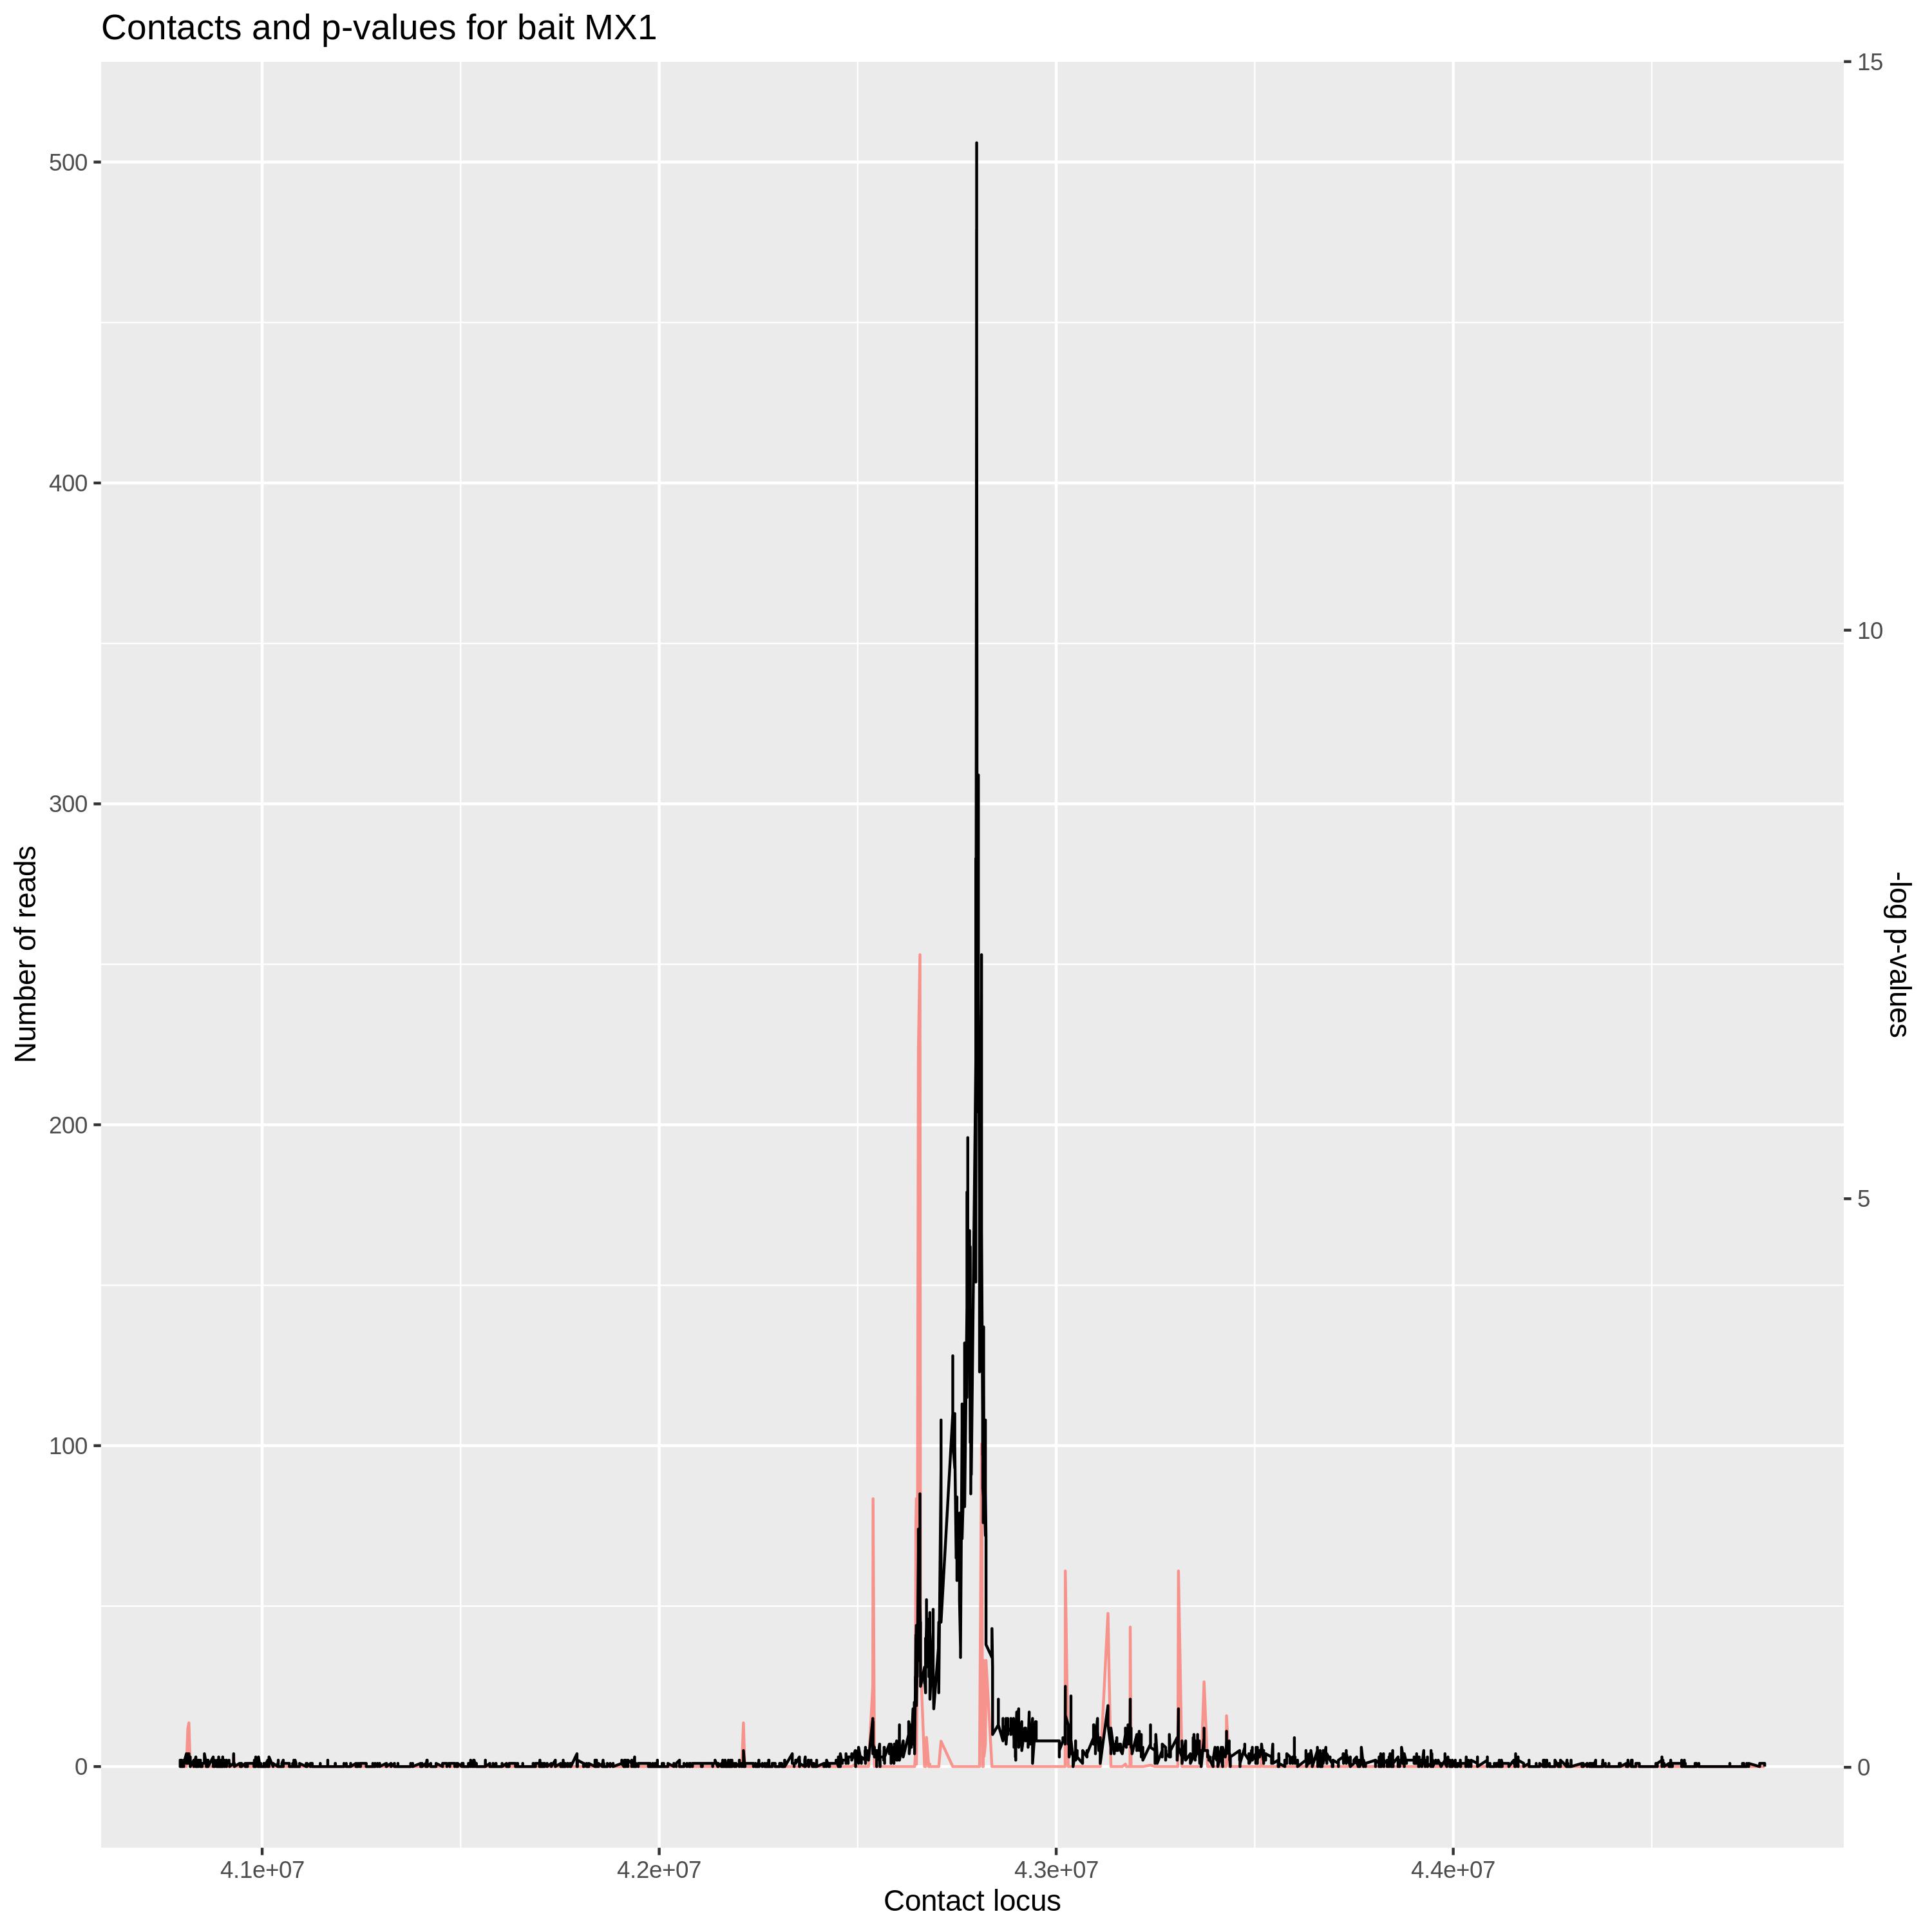 Contacts and p-values for bait MX1
15
500
400
10
300
Number of reads
-log p-values
200
5
100
0
0
4.1e+07
4.2e+07
4.3e+07
4.4e+07
Contact locus